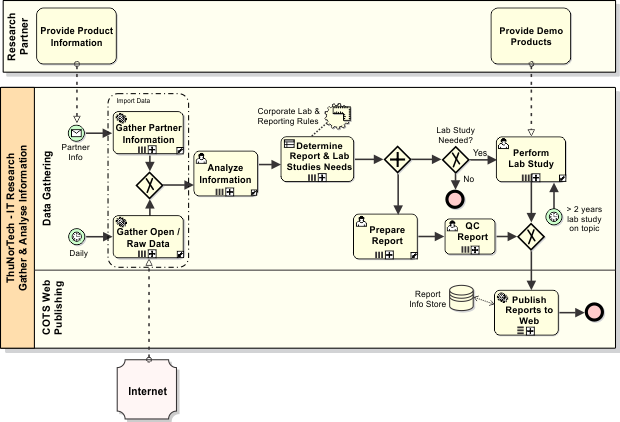 Research
Partner
Provide Product
Information
Provide Demo
Products
ThuNorTech - IT Research
Gather & Analyse Information
Data Gathering
Import Data
Partner
Info
Gather Partner
Information
Daily
Gather Open /
Raw Data
Analyze
Information
Corporate Lab &
Reporting Rules
Determine
Report & Lab
Studies Needs
Lab Study
Needed?
Yes
No
Perform
Lab Study
> 2 years
lab study
on topic
Prepare
Report
QC
Report
COTS Web
Publishing
Report
Info Store
Publish
Reports to
Web
Internet